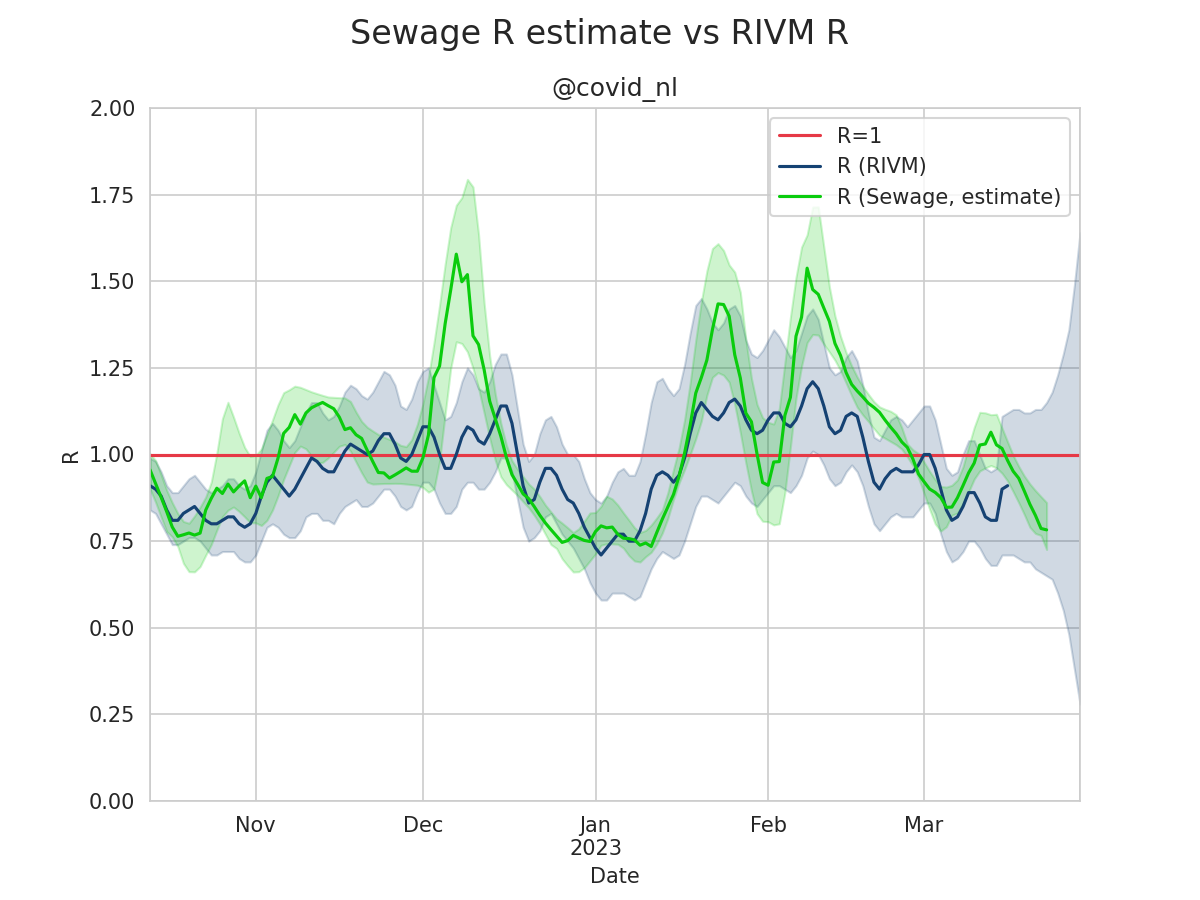 Sewage R estimate vs RIVM R
@covid_nl
R=1
R (RIVM)
R (Sewage, estimate)
2.00
1.75
1.50
1.25
1.00
0.75
0.50
0.25
0.00
R
Nov
Dec
Jan
2023
Feb
Mar
Date